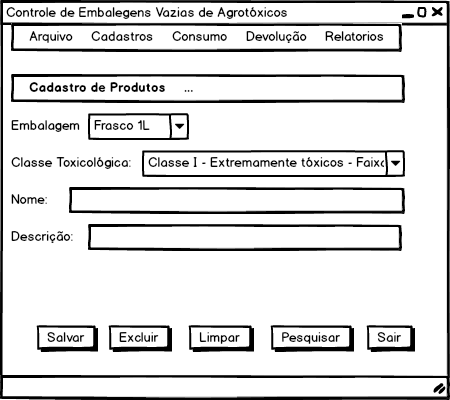 Controle de Embalegens Vazias de Agrotóxicos
Arquivo Cadastros Consumo Devolução Relatorios
Cadastro de Produtos ...
Embalagem Frasco 1L
Classe Toxicológica: Classe I - Extremamente tóxicos - Faixa
Nome:
Descrição:
Salvar Excluir Limpar Pesquisar Sair